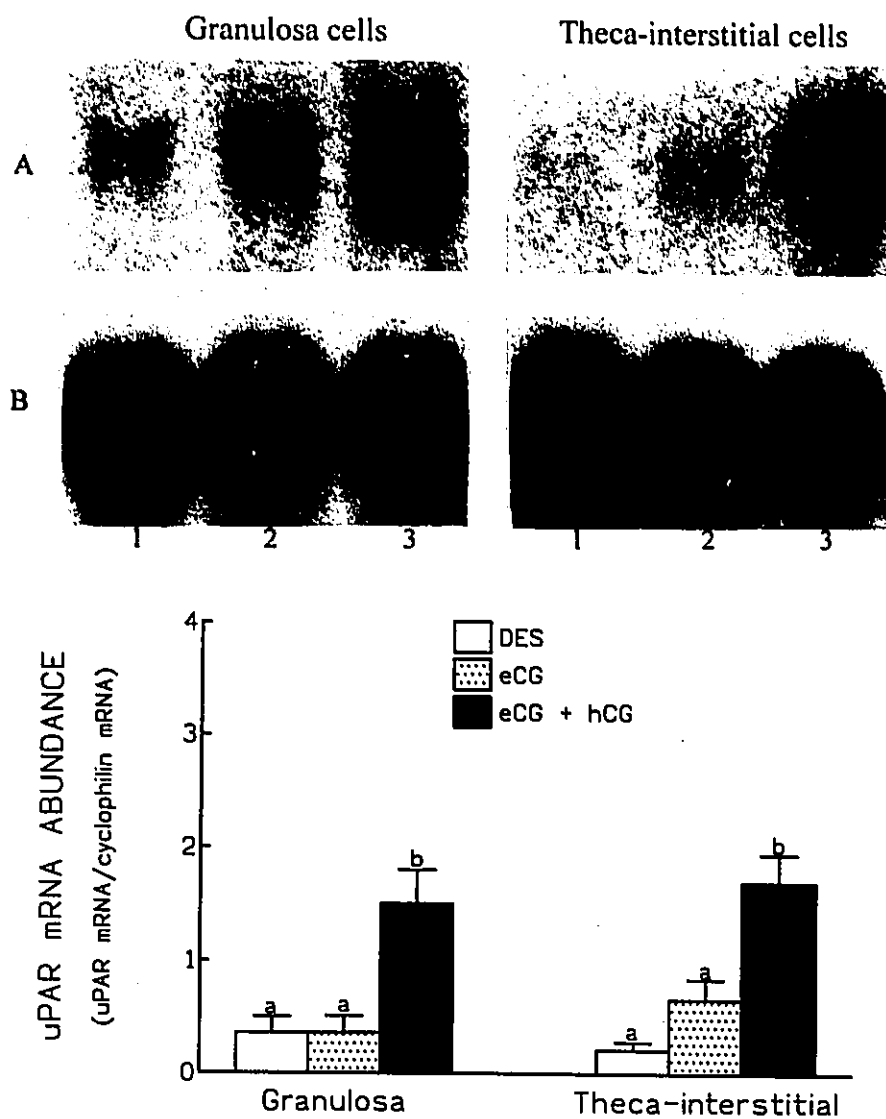 Granulosa cells Theca-interstitial cells
A
B
1 2 3 1 2 3
uPAR mRNA ABUNDANCE
(uPAR mRNA/cyclophilin mRNA)
4
3
2
1
0
DES
eCG
eCG + hCG
a a b a a b
Granulosa Theca-interstitial